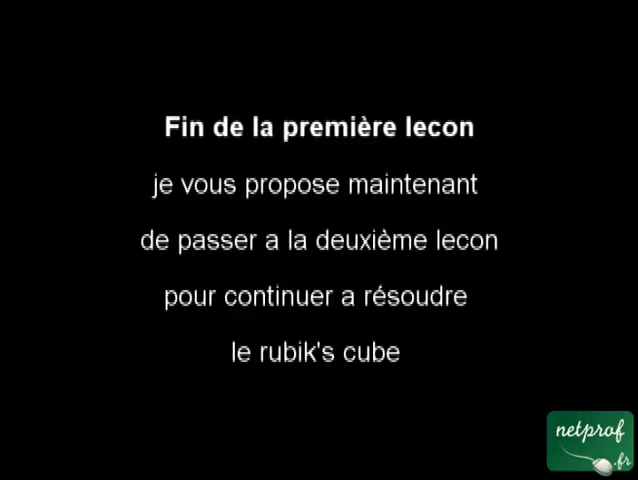 Fin de la première lecon
je vous propose maintenant
de passer a la deuxième lecon
pour continuer a résoudre
le rubik's cube
netprof
.fr